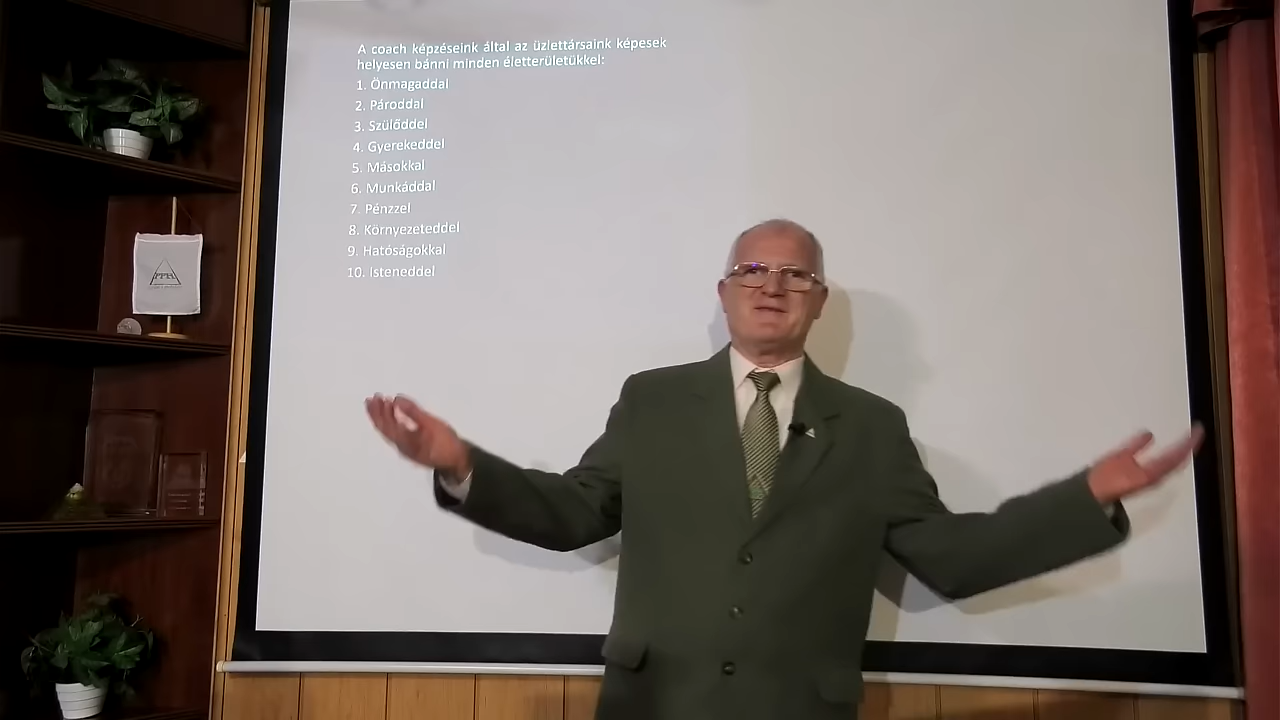 A coach képzéseink által az üzlettársaink képesek
helyesen bánni minden életterületükkel:
1. Önmagaddal
2. Pároddal
3. Szülőddel
4. Gyerekeddel
5. Másokkal
6. Munkáddal
7. Pénzzel
8. Környezeteddel
9. Hatóságokkal
10. Isteneddel